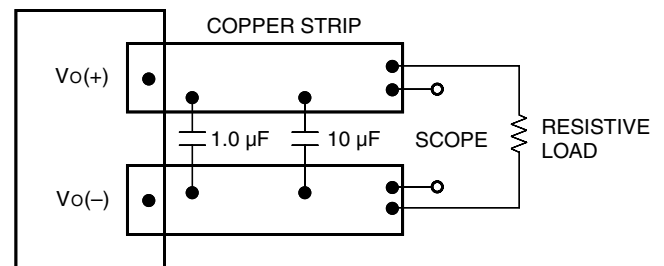 COPPER STRIP
VO(+)
1.0 µF
10 µF
SCOPE
RESISTIVE
LOAD
VO(–)